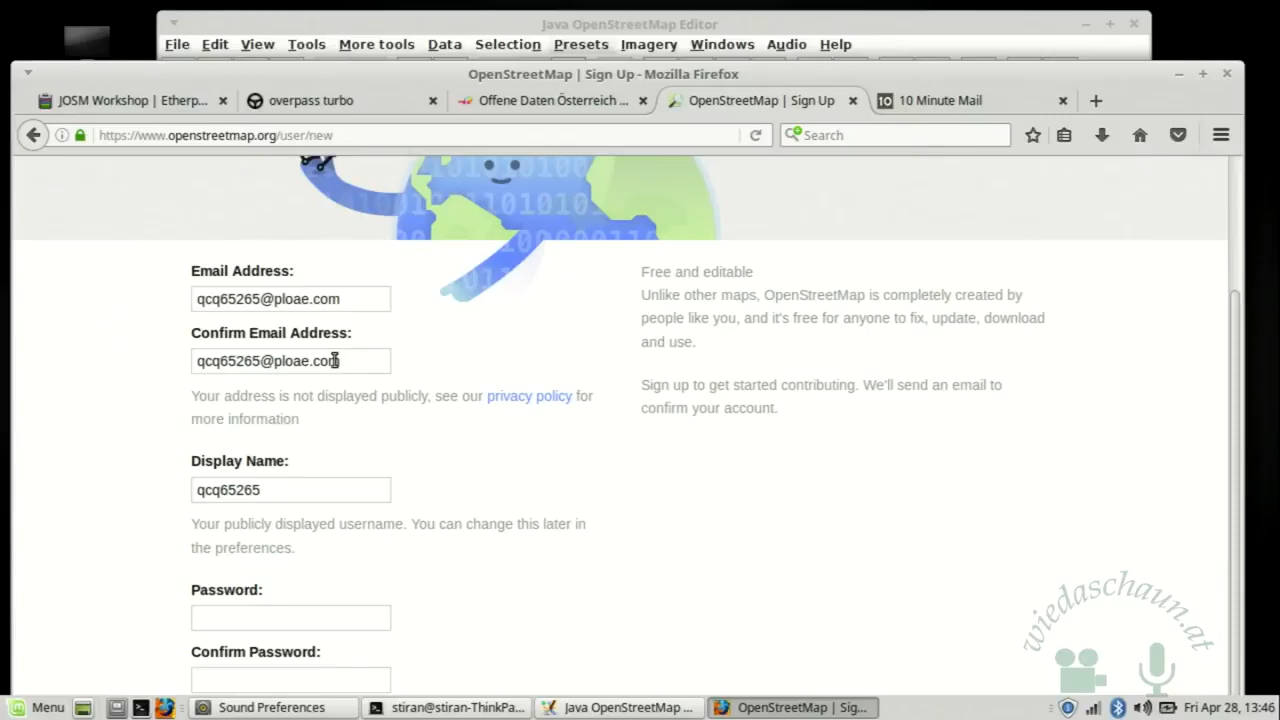 Java OpenStreetMap Editor
File Edit View Tools More tools Data Selection Presets Imagery Windows Audio Help
OpenStreetMap | Sign Up - Mozilla Firefox
JOSM Workshop | Etherp... overpass turbo Offene Daten Österreich ... OpenStreetMap | Sign Up 10 10 Minute Mail
https://www.openstreetmap.org/user/new Search
Email Address:
qcq65265@ploae.com
Confirm Email Address:
qcq65265@ploae.com
Your address is not displayed publicly, see our privacy policy for
more information
Display Name:
qcq65265
Your publicly displayed username. You can change this later in
the preferences.
Password:
Confirm Password:
Free and editable
Unlike other maps, OpenStreetMap is completely created by
people like you, and it's free for anyone to fix, update, download
and use.
Sign up to get started contributing. We'll send an email to
confirm your account.
wiedaschaun.at
Menu Sound Preferences stiran@stiran-ThinkPa... Java OpenStreetMap ... OpenStreetMap | Sig... Fri Apr 28, 13:46